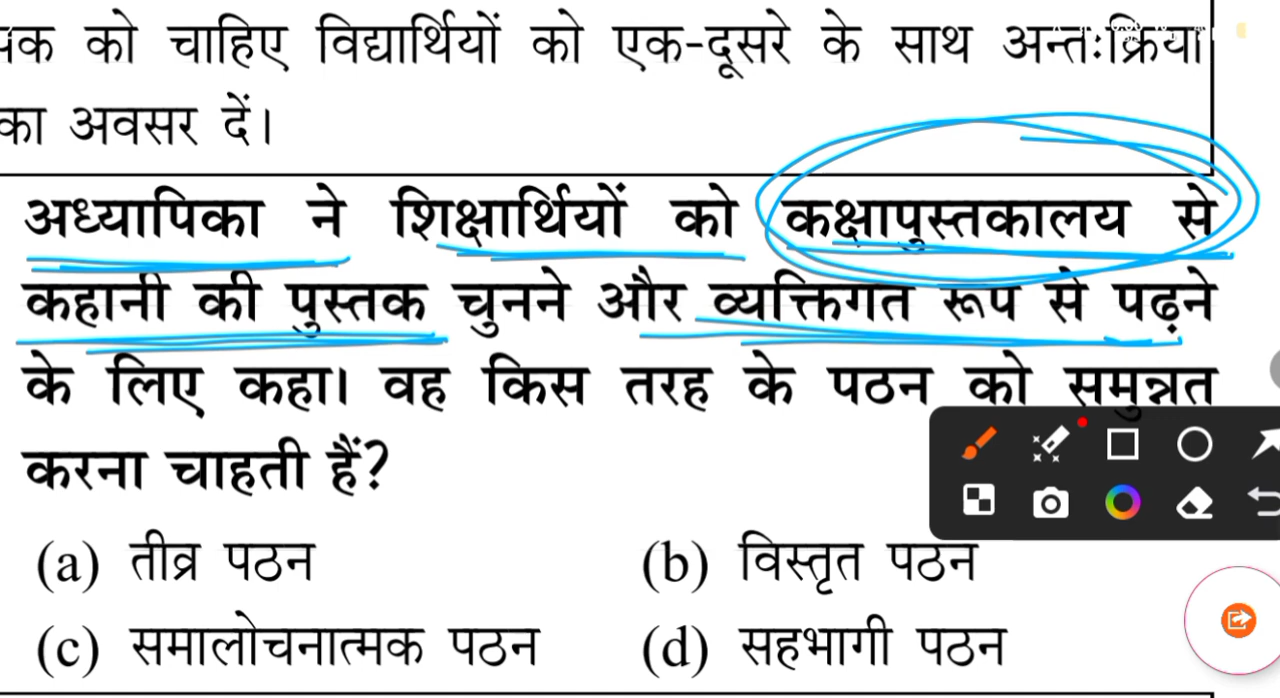 को चाहिए विद्यार्थियों को एक-दूसरे के साथ अन्तःक्रिया
का अवसर दें।
अध्यापिका ने शिक्षार्थियों को कक्षापुस्तकालय से
कहानी की पुस्तक चुनने और व्यक्तिगत रूप से पढ़ने
के लिए कहा। वह किस तरह के पठन को समुन्नत
करना चाहती हैं?
(a) तीव्र पठन
(b) विस्तृत पठन
(c) समालोचनात्मक पठन
(d) सहभागी पठन